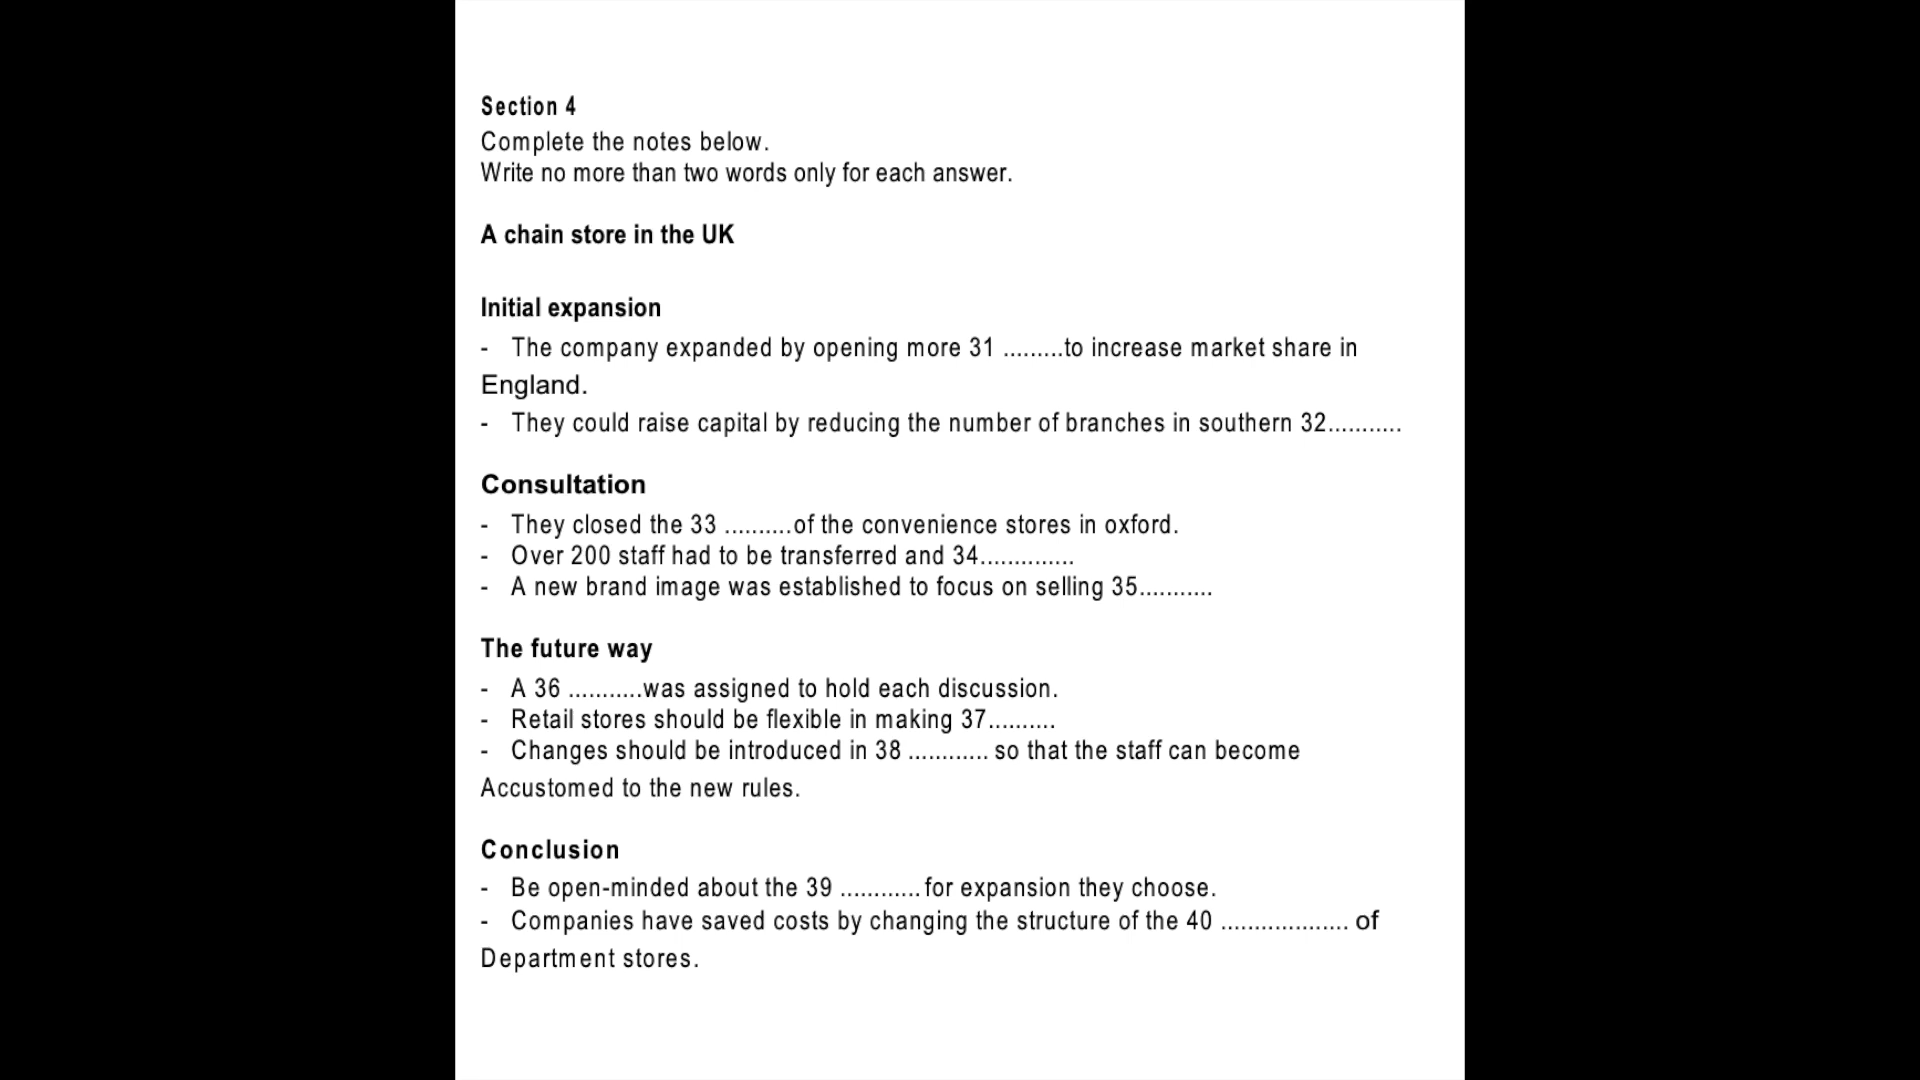 Section 4
Complete the notes below.
Write no more than two words only for each answer.
A chain store in the UK
Initial expansion
- The company expanded by opening more 31 .........to increase market share in
England.
- They could raise capital by reducing the number of branches in southern 32...........
Consultation
- They closed the 33 ..........of the convenience stores in oxford.
- Over 200 staff had to be transferred and 34..............
- A new brand image was established to focus on selling 35...........
The future way
- A 36 ...........was assigned to hold each discussion.
- Retail stores should be flexible in making 37..........
- Changes should be introduced in 38 ............ so that the staff can become
Accustomed to the new rules.
Conclusion
- Be open-minded about the 39 ............for expansion they choose.
- Companies have saved costs by changing the structure of the 40 ................... of
Department stores.